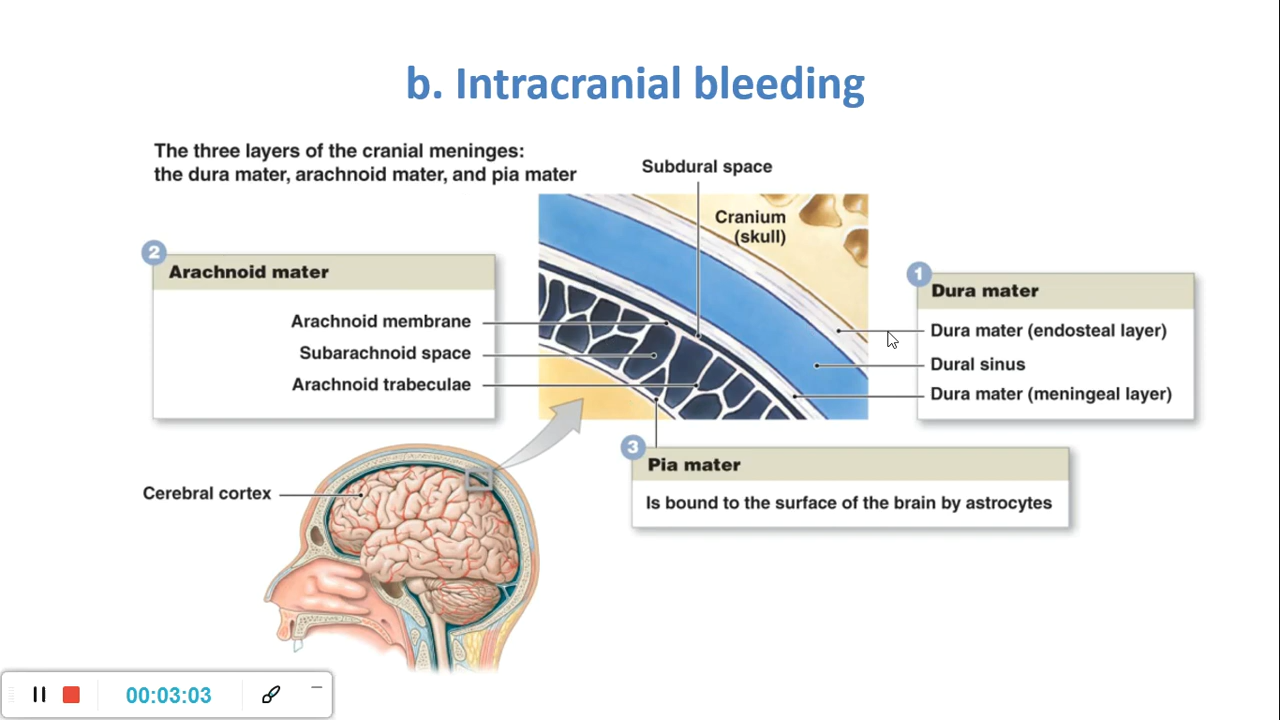 b. Intracranial bleeding
The three layers of the cranial meninges:
the dura mater, arachnoid mater, and pia mater
Subdural space
Cranium
(skull)
2
Arachnoid mater
Arachnoid membrane
Subarachnoid space
Arachnoid trabeculae
1
Dura mater
Dura mater (endosteal layer)
Dural sinus
Dura mater (meningeal layer)
3
Pia mater
Is bound to the surface of the brain by astrocytes
Cerebral cortex
00:03:03